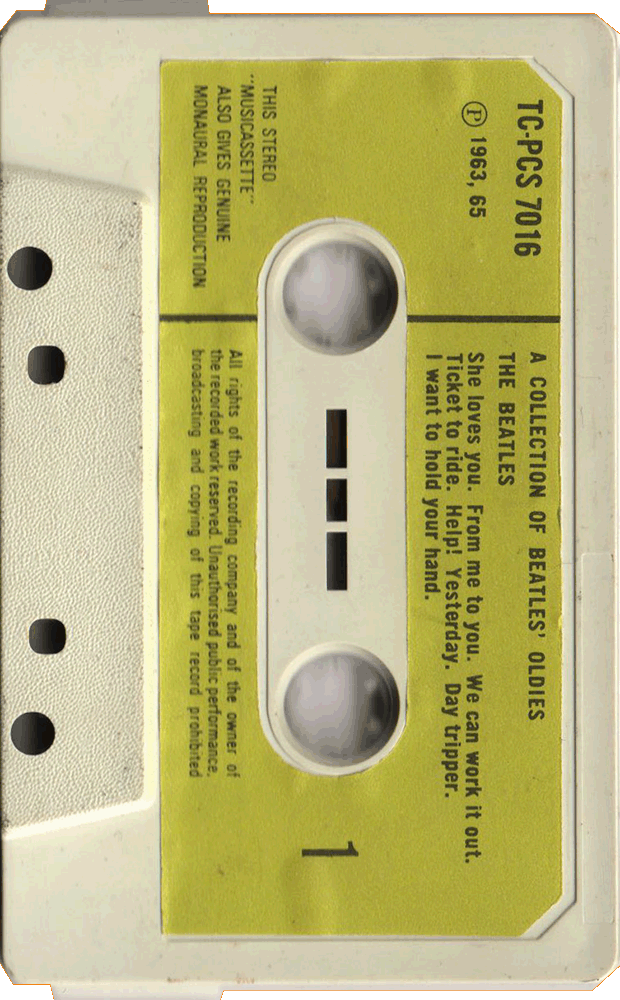 TC-PCS 7016
Ⓟ 1963, 65
A COLLECTION OF BEATLES' OLDIES
THE BEATLES
She loves you. From me to you. We can work it out.
Ticket to ride. Help! Yesterday. Day tripper.
I want to hold your hand.
1
THIS STEREO
"MUSICASSETTE"
ALSO GIVES GENUINE
MONAURAL REPRODUCTION
All rights of the recording company and of the owner of
the recorded work reserved. Unauthorised public performance,
broadcasting and copying of this tape record prohibited